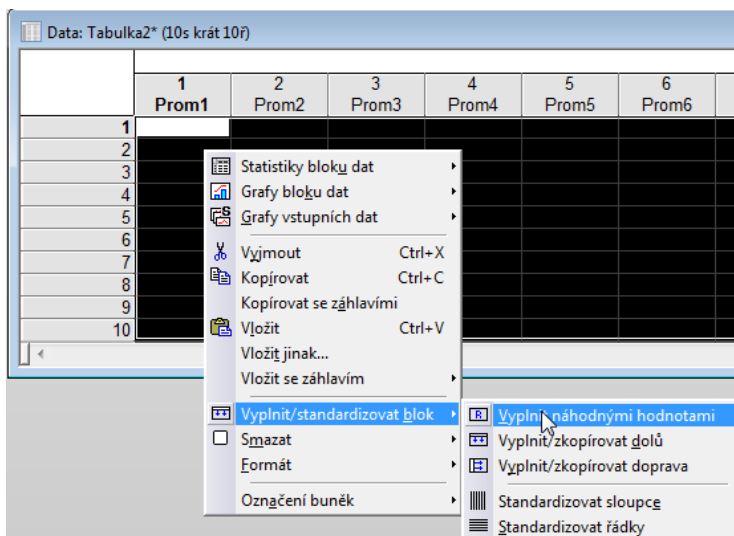 Data: Tabulka2* (10s krát 10ř)
1 2 3 4 5 6
Prom1 Prom2 Prom3 Prom4 Prom5 Prom6
1
2
3
4
5
6
7
8
9
10
Statistiky bloku dat
Grafy bloku dat
Grafy vstupních dat
Vyjmout Ctrl+X
Kopírovat Ctrl+C
Kopírovat se záhlavími
Vložit Ctrl+V
Vložit jinak...
Vložit se záhlavím
Vyplnit/standardizovat blok
Smazat
Formát
Označení buněk
Vyplnit náhodnými hodnotami
Vyplnit/zkopírovat dolů
Vyplnit/zkopírovat doprava
Standardizovat sloupce
Standardizovat řádky